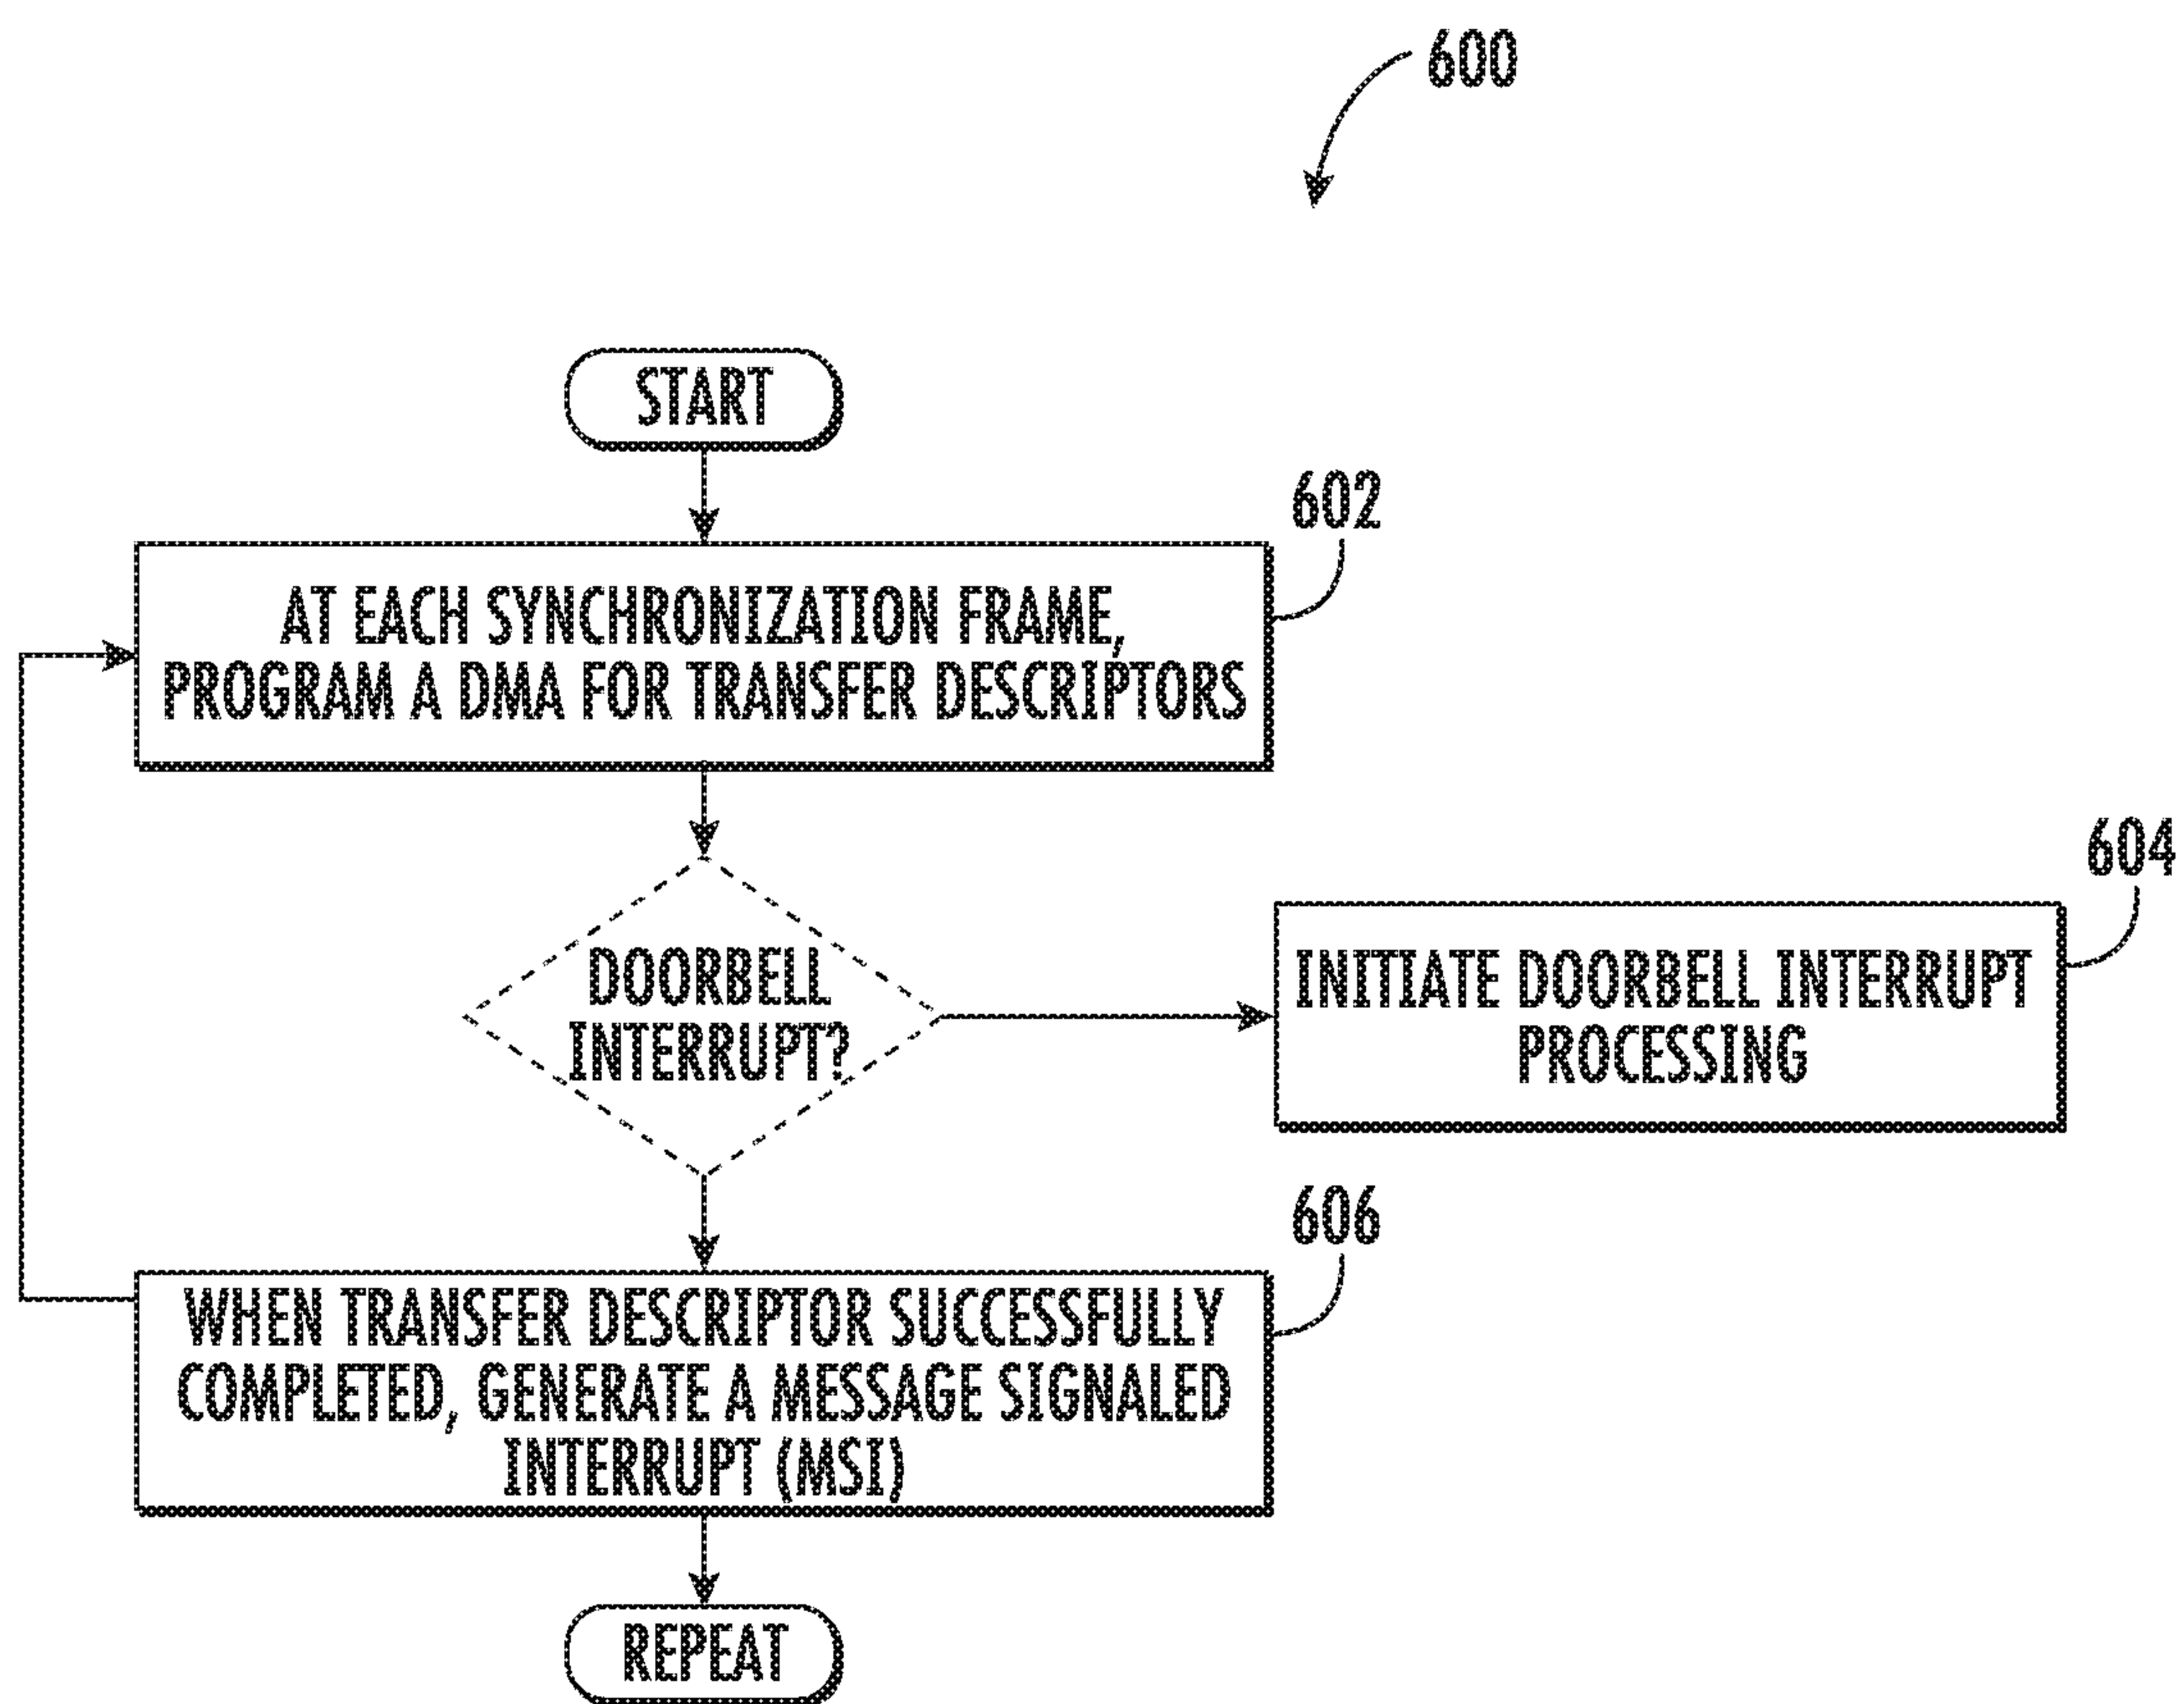 600
START
602
AT EACH SYNCHRONIZATION FRAME,
PROGRAM A DMA FOR TRANSFER DESCRIPTORS
604
DOORBELL
INTERRUPT?
INITIATE DOORBELL INTERRUPT
PROCESSING
606
WHEN TRANSFER DESCRIPTOR SUCCESSFULLY
COMPLETED, GENERATE A MESSAGE SIGNALED
INTERRUPT (MSI)
REPEAT